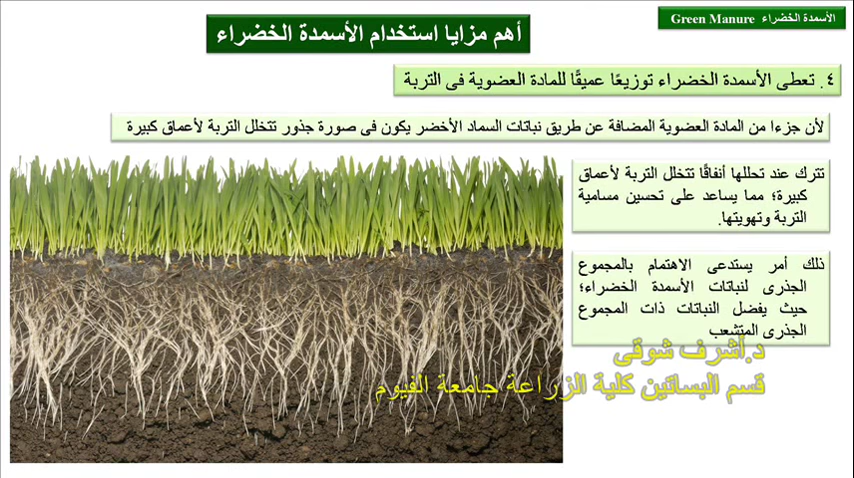 الأسمدة الخضراء Green Manure
أهم مزايا استخدام الأسمدة الخضراء
٤. تعطى الأسمدة الخضراء توزيعًا عميقًا للمادة العضوية فى التربة
لأن جزءا من المادة العضوية المضافة عن طريق نباتات السماد الأخضر يكون فى صورة جذور تتخلل التربة لأعماق كبيرة
تترك عند تحللها أنفاقًا تتخلل التربة لأعماق
كبيرة؛ مما يساعد على تحسين مسامية
التربة وتهويتها.
ذلك أمر يستدعى الاهتمام بالمجموع
الجذرى لنباتات الأسمدة الخضراء؛
حيث يفضل النباتات ذات المجموع
الجذرى المتشعب
د.أشرف شوقى
قسم البساتين كلية الزراعة جامعة الفيوم